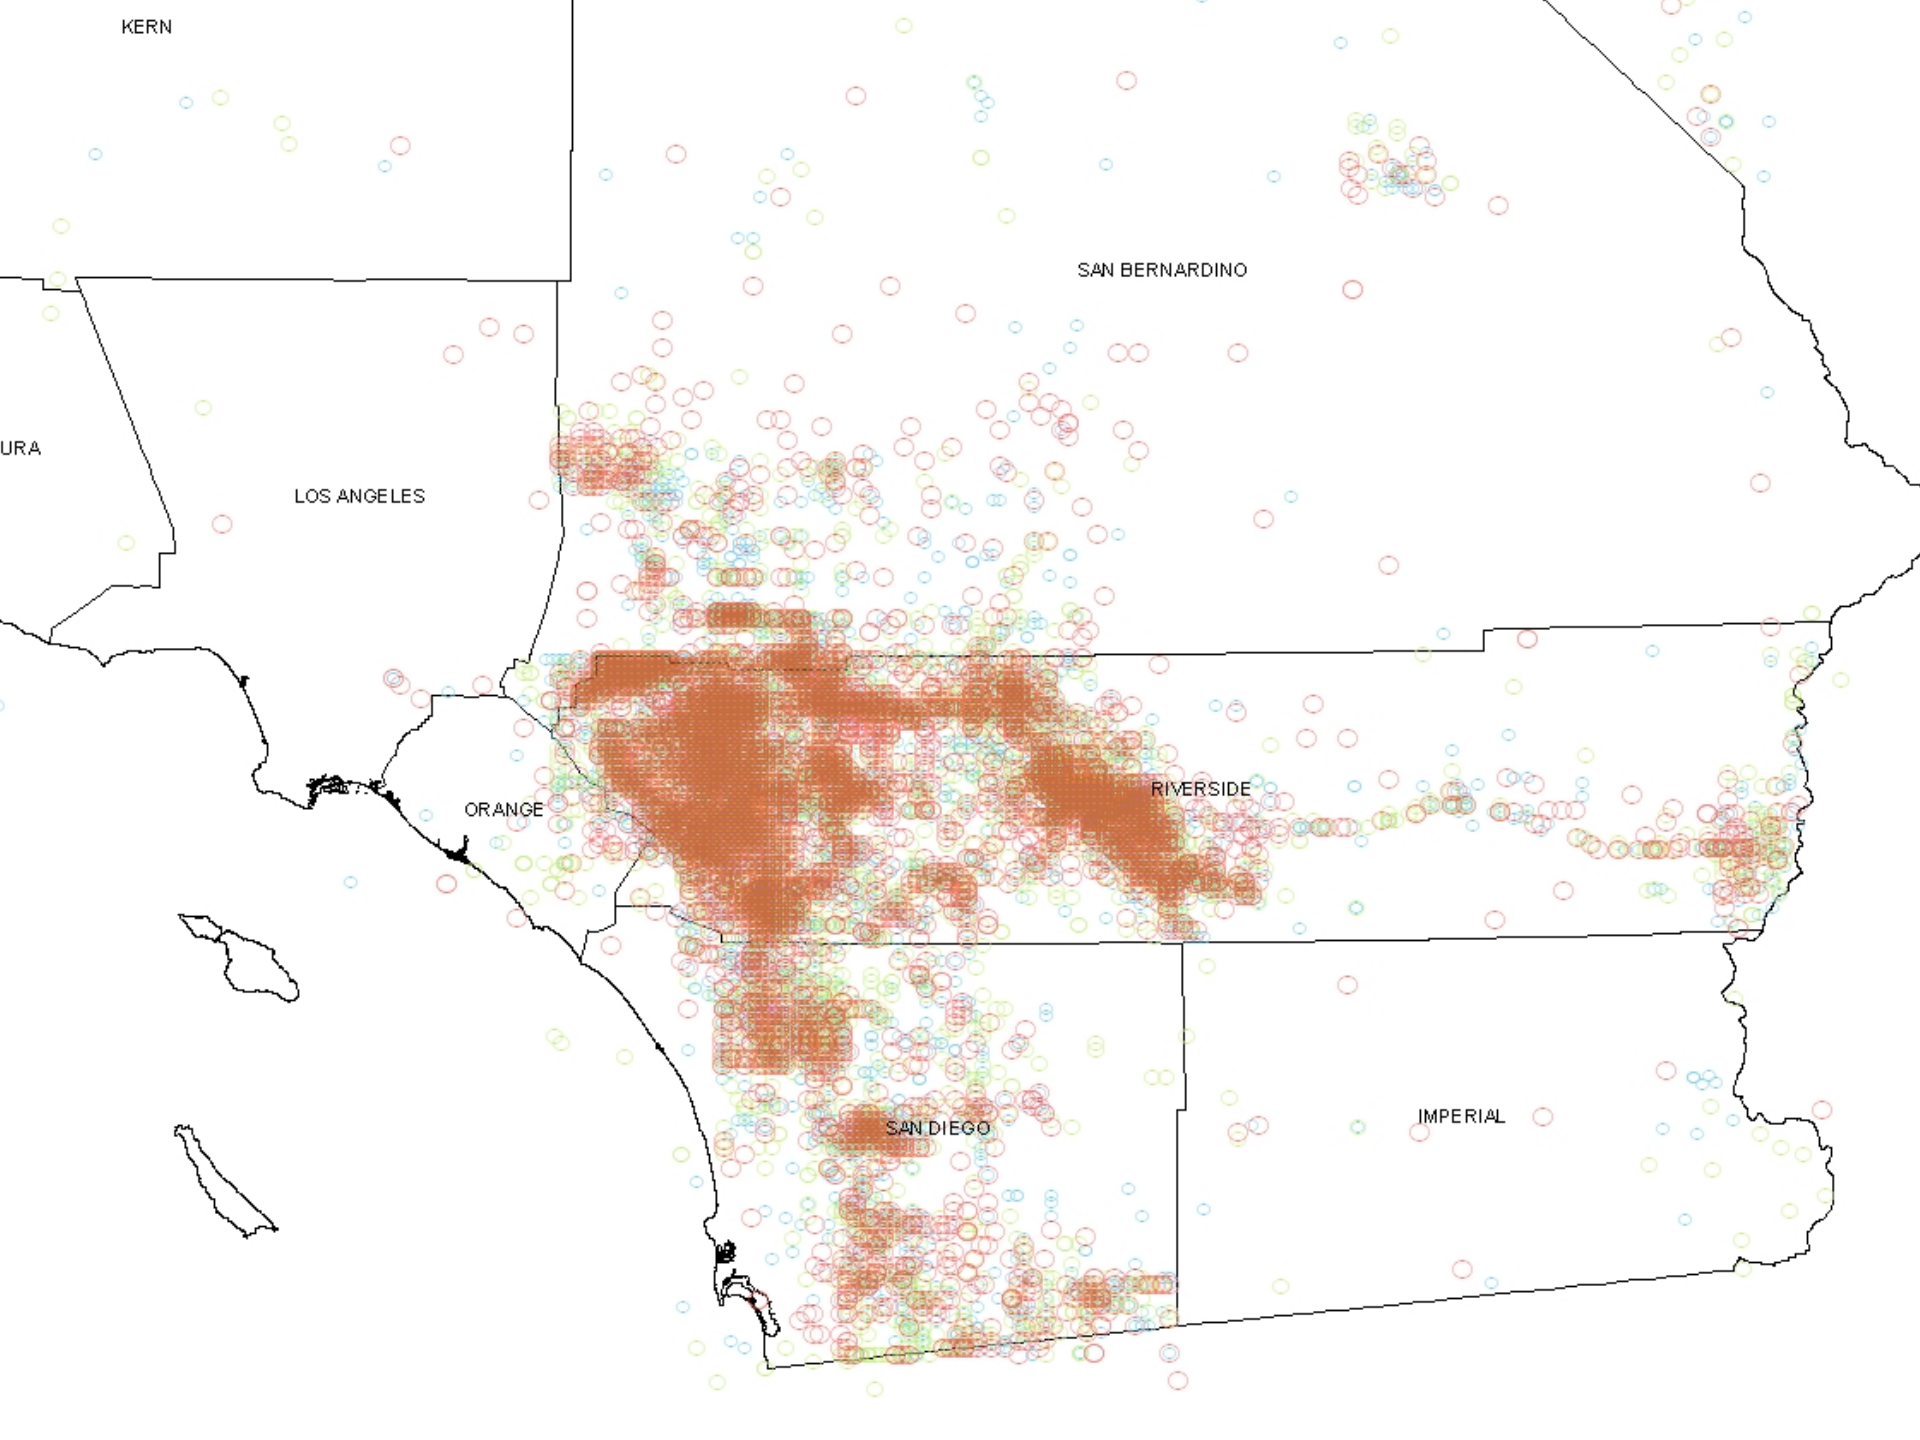 KERN
SAN BERNARDINO
URA
LOS ANGELES
RIVERSIDE
ORANGE
IMPERIAL
SAN DIEGO